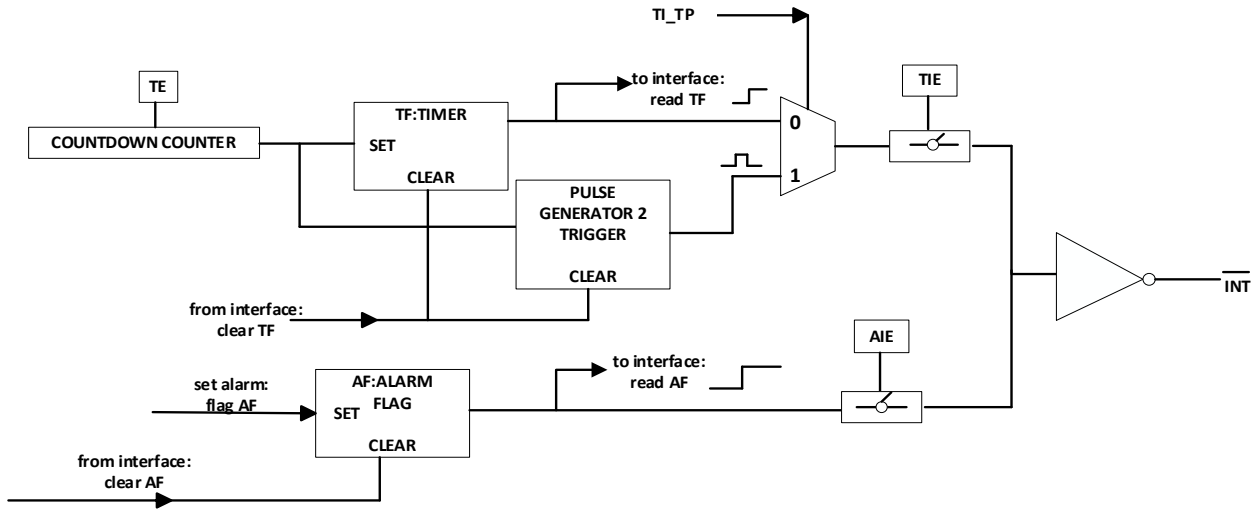 TI_TP
to interface:
read TF
TE
TIE
TF:TIMER
0
COUNTDOWN COUNTER
SET
1
CLEAR
PULSE
GENERATOR 2
TRIGGER
CLEAR
INT
from interface:
clear TF
AIE
to interface:
read AF
set alarm:
flag AF
AF:ALARM
FLAG
SET
CLEAR
from interface:
clear AF